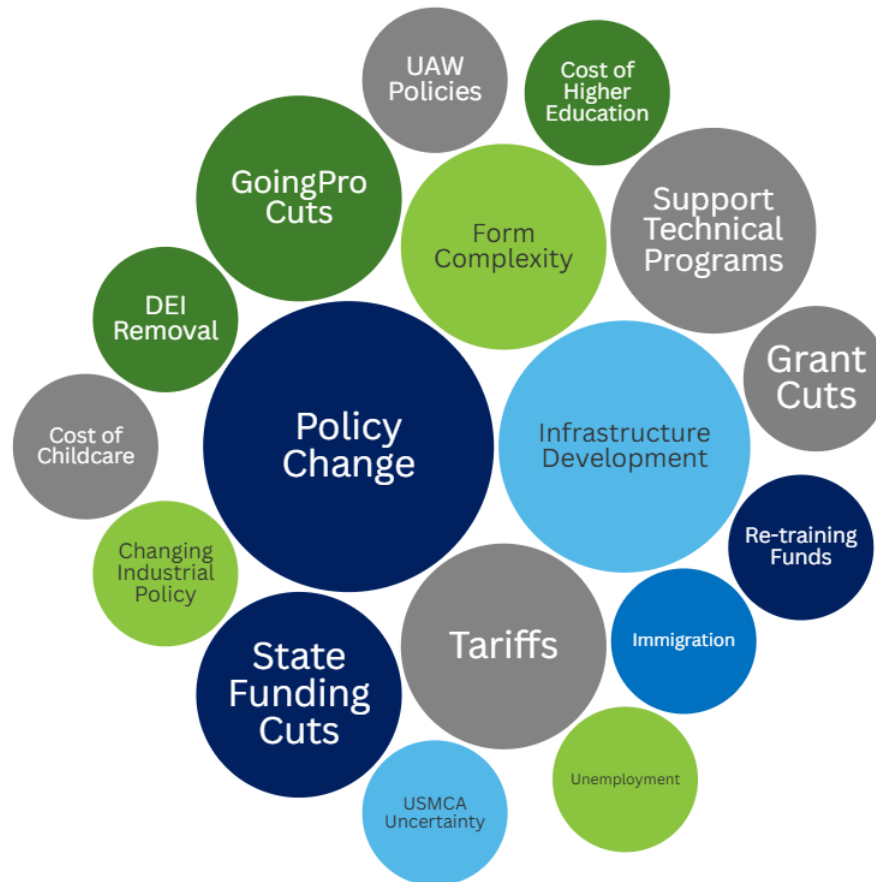 UAW
Policies
Cost of
Higher
Education
GoingPro
Cuts
Form
Complexity
Support
Technical
Programs
DEI
Removal
Grant
Cuts
Cost of
Childcare
Policy
Change
Infrastructure
Development
Changing
Industrial
Policy
Re-training
Funds
State
Funding
Cuts
Tariffs
Immigration
USMCA
Uncertainty
Unemployment